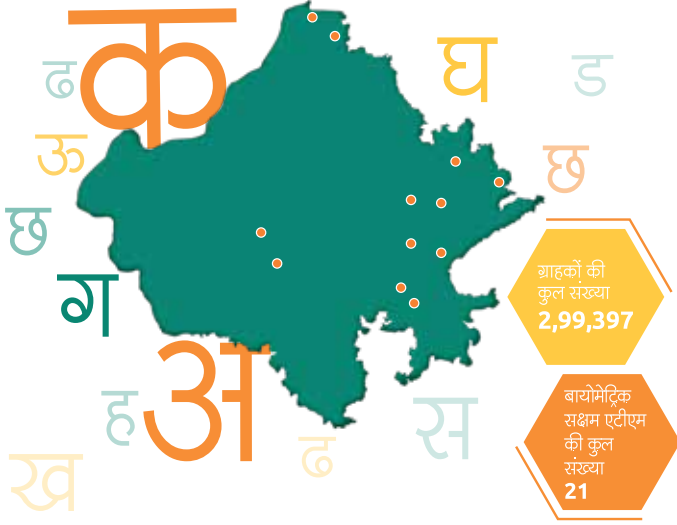 क
घ
ढ
ड
ऊ
छ
छ
ग
ग्राहकों की
कुल संख्या
2,99,397
अ
बायोमेट्रिक
सक्षम एटीएम
की कुल
संख्या
21
ह
स
ढ
ख